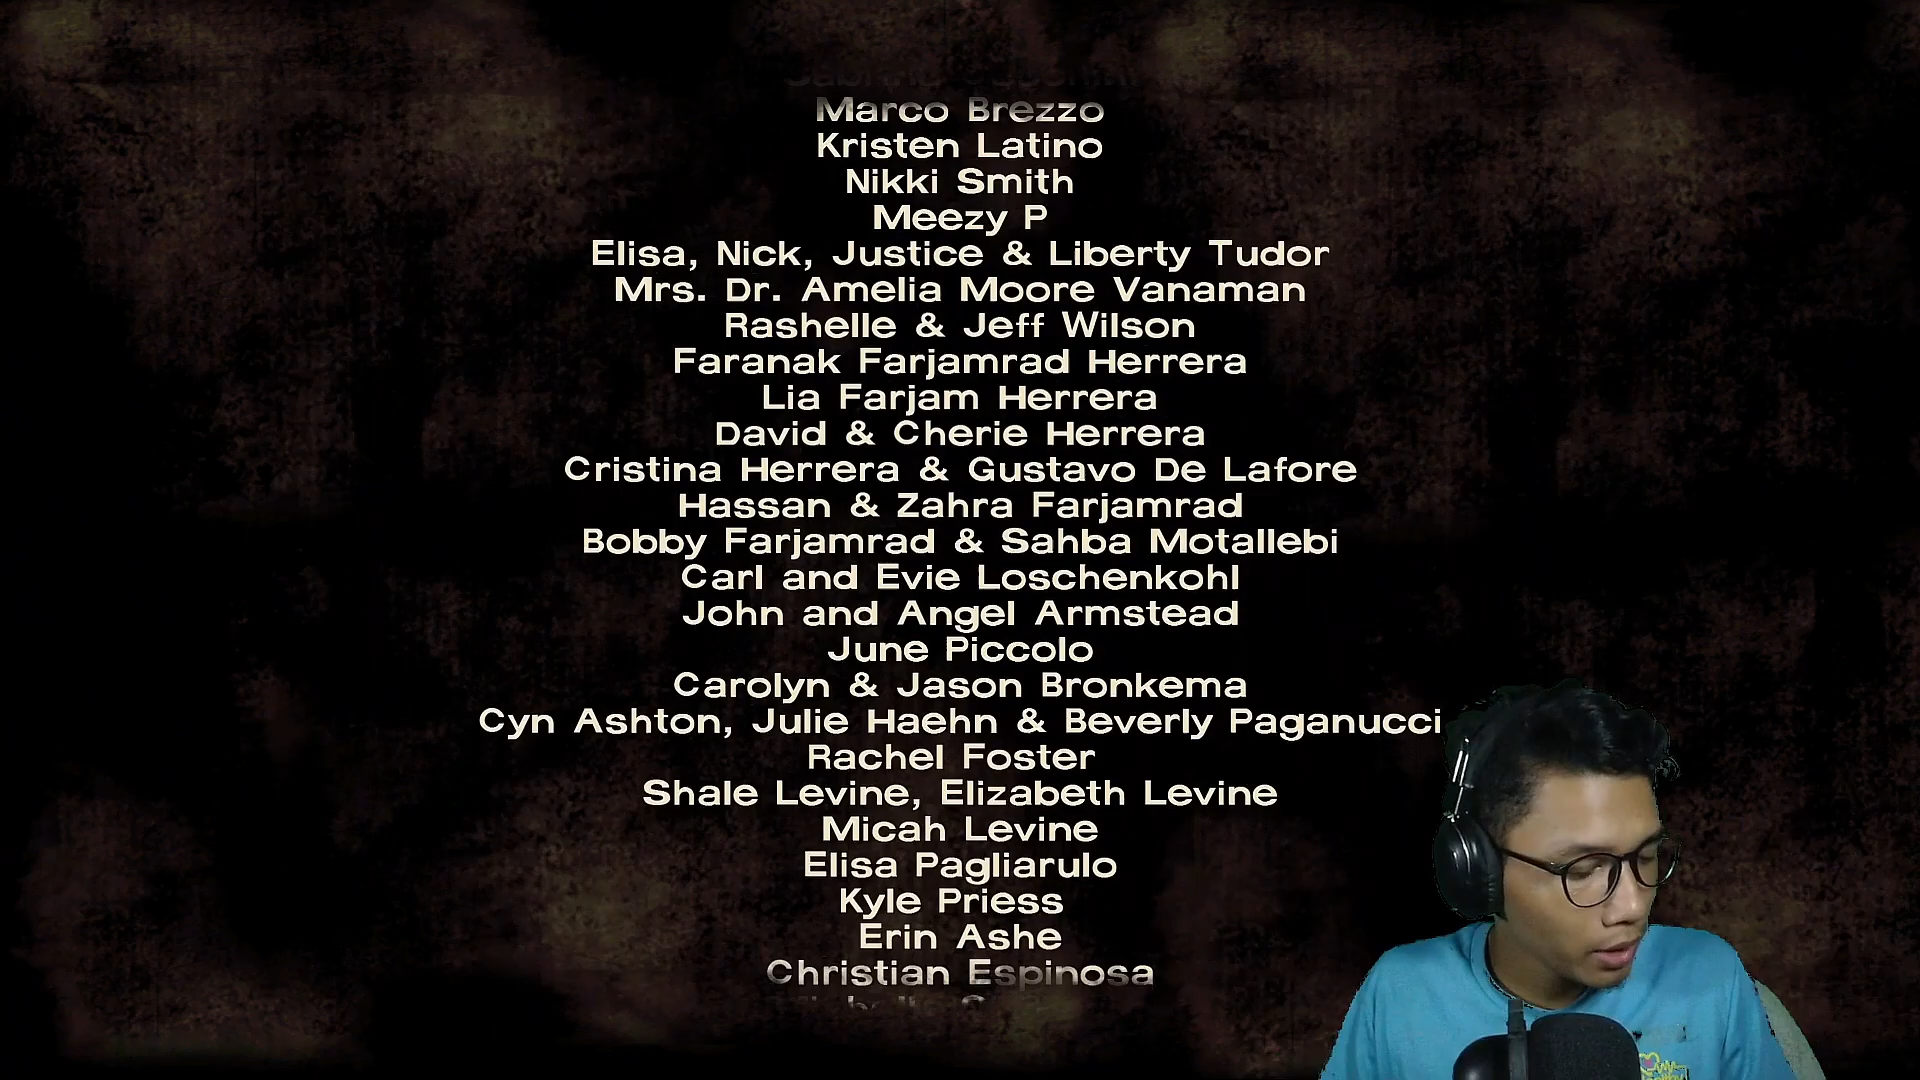 Marco Brezzo
Kristen Latino
Nikki Smith
Meezy P
Elisa, Nick, Justice & Liberty Tudor
Mrs. Dr. Amelia Moore Vanaman
Rashelle & Jeff Wilson
Faranak Farjamrad Herrera
Lia Farjam Herrera
David & Cherie Herrera
Cristina Herrera & Gustavo De Lafore
Hassan & Zahra Farjamrad
Bobby Farjamrad & Sahba Motallebi
Carl and Evie Loschenkohl
John and Angel Armstead
June Piccolo
Carolyn & Jason Bronkema
Cyn Ashton, Julie Haehn & Beverly Paganucci
Rachel Foster
Shale Levine, Elizabeth Levine
Micah Levine
Elisa Pagliarulo
Kyle Priess
Erin Ashe
Christian Espinosa